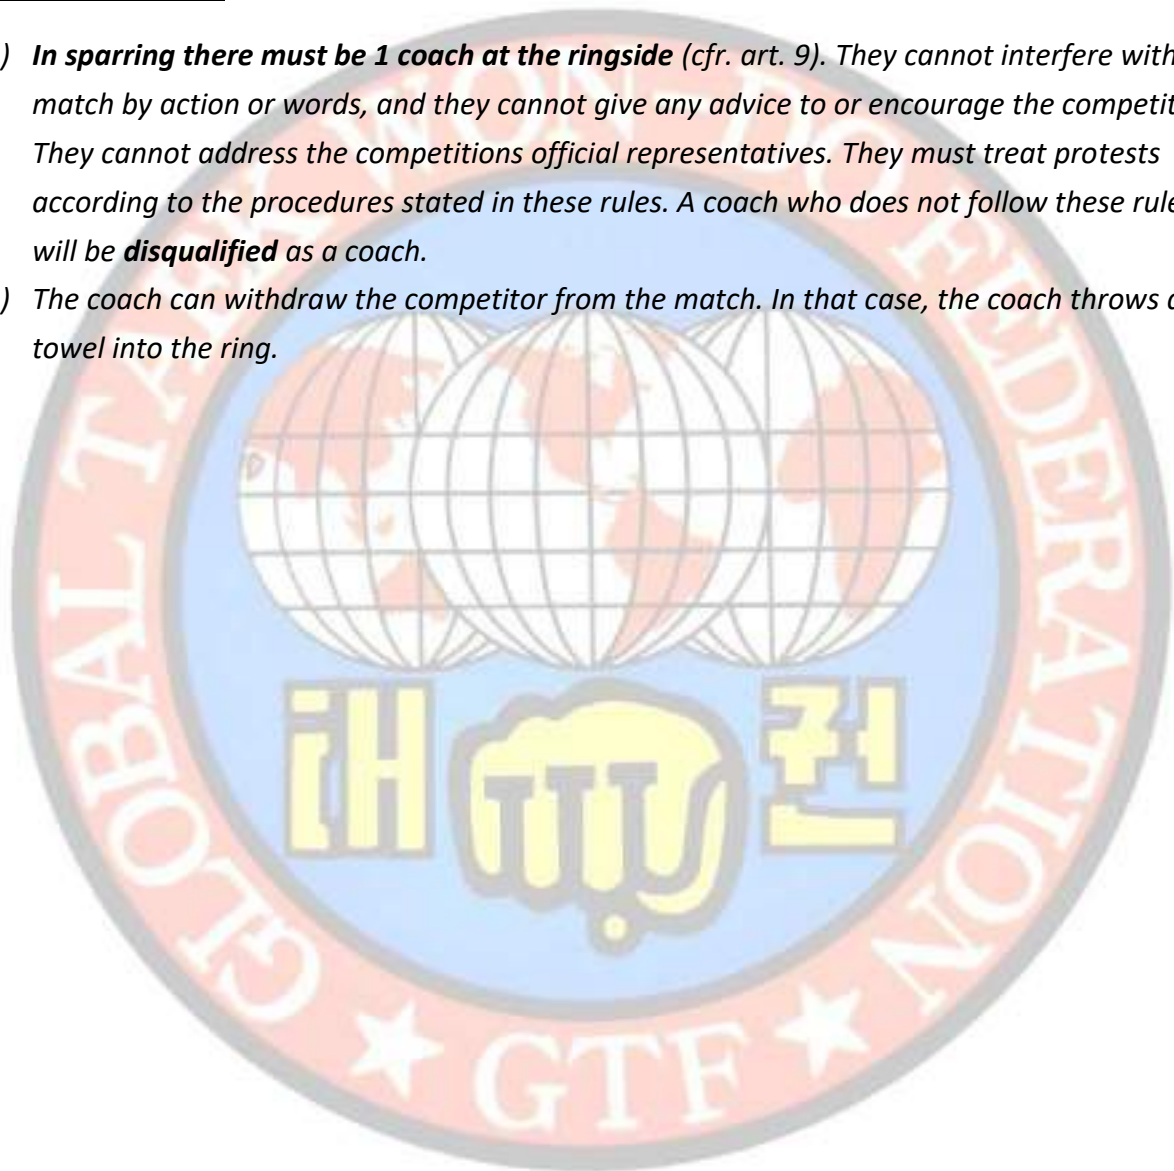 ) In sparring there must be 1 coach at the ringside (cfr. art. 9). They cannot interfere with
match by action or words, and they cannot give any advice to or encourage the
They cannot address the competitions official representatives. They must treat protests
according to the procedures stated in these rules. A coach who does not follow these
will be disqualified as a coach.
) The coach can withdraw the competitor from the match. In that case, the coach throws
towel into the ring.
GLOBAL TAEK WON-DO FEDERATION
태 권
GTF